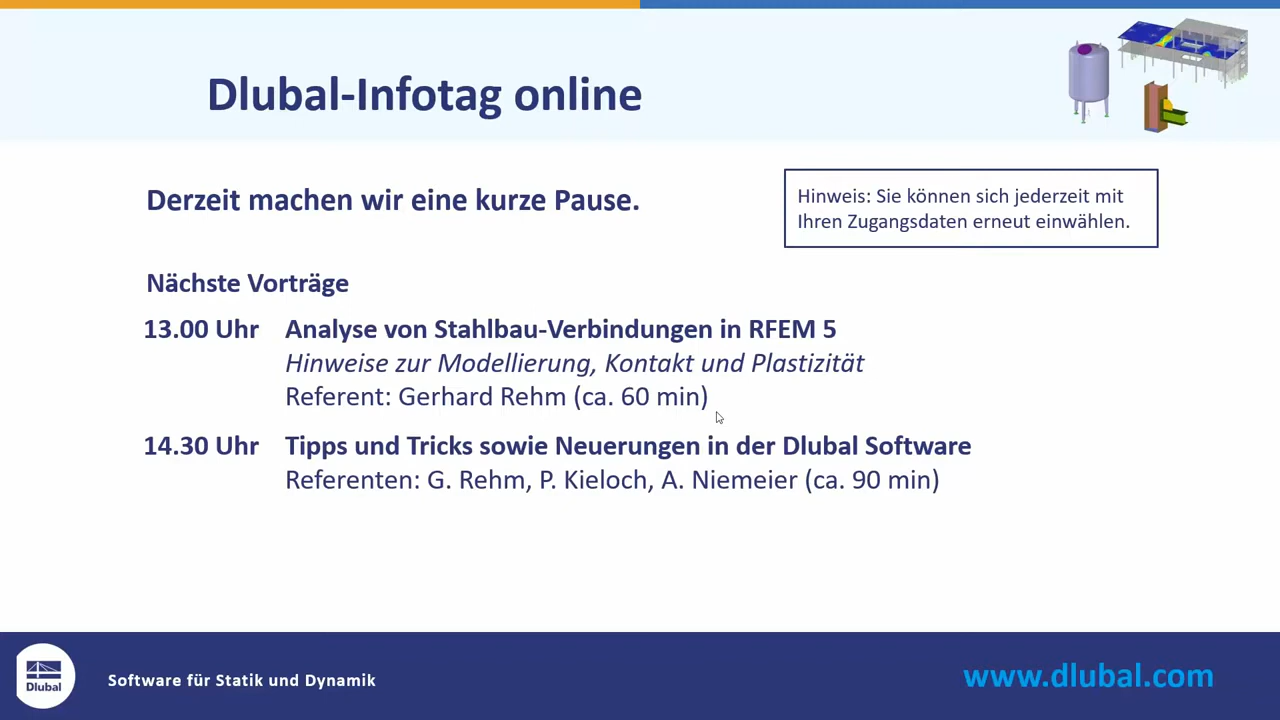 Dlubal-Infotag online
Derzeit machen wir eine kurze Pause.
Hinweis: Sie können sich jederzeit mit
Ihren Zugangsdaten erneut einwählen.
Nächste Vorträge
13.00 Uhr Analyse von Stahlbau-Verbindungen in RFEM 5
Hinweise zur Modellierung, Kontakt und Plastizität
Referent: Gerhard Rehm (ca. 60 min)
14.30 Uhr Tipps und Tricks sowie Neuerungen in der Dlubal Software
Referenten: G. Rehm, P. Kieloch, A. Niemeier (ca. 90 min)
Dlubal
Software für Statik und Dynamik
www.dlubal.com